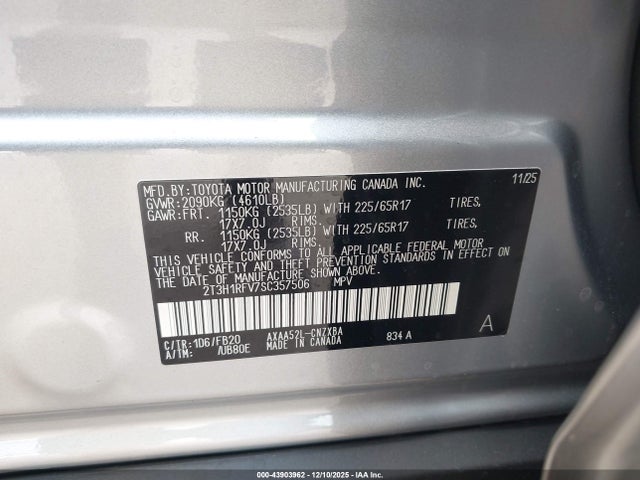 MFD.BY:TOYOTA MOTOR MANUFACTURING CANADA INC. 11/25
GVWR:2090KG (4610LB)
GAWR:FRT. 1150KG (2535LB) WITH 225/65R17 TIRES,
17X7.0J RIMS.
RR. 1150KG (2535LB) WITH 225/65R17 TIRES,
17X7.0J RIMS.
THIS VEHICLE CONFORMS TO ALL APPLICABLE FEDERAL MOTOR
VEHICLE SAFETY STANDARDS IN EFFECT ON
THE DATE OF MANUFACTURE SHOWN ABOVE.
2T3H1RFV7SC357506 MPV
C/TR:1D6/FB20 AXAA52L-CNZXBA 834 A A
A/TM: /UB80E MADE IN CANADA
000-43903962 - 12/10/2025 - IAA Inc.